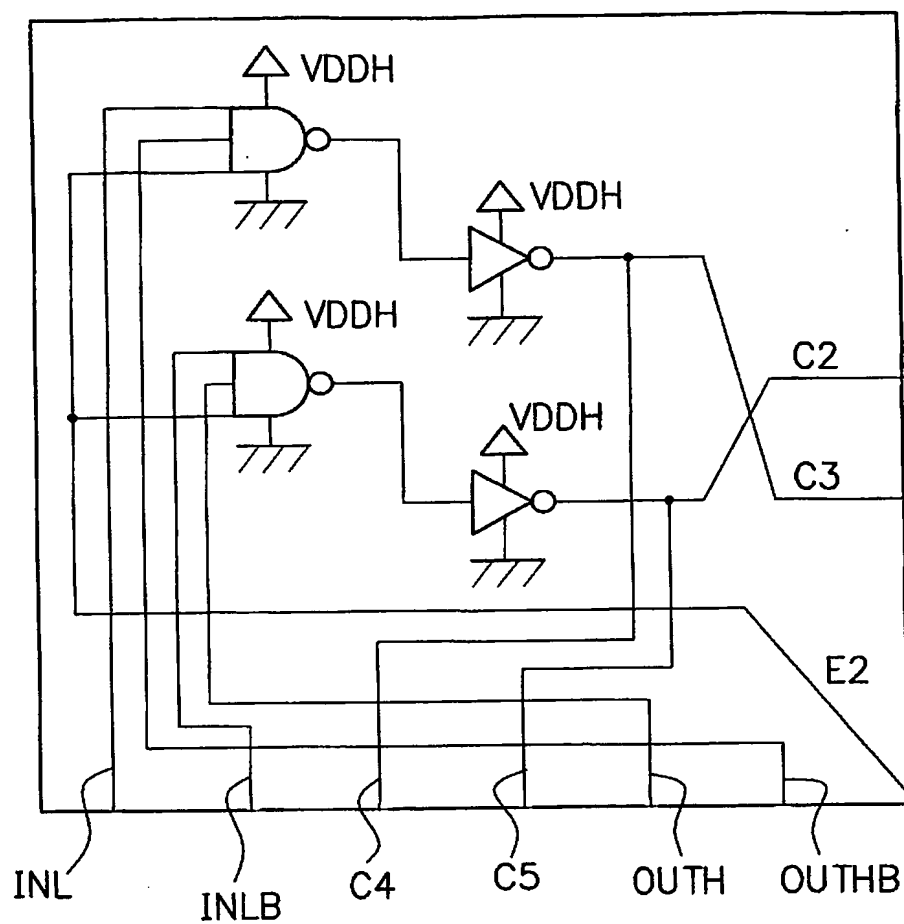 VDDH
VDDH
VDDH
C2
VDDH
C3
E2
INL
INLB
C4
C5
OUTH
OUTHB